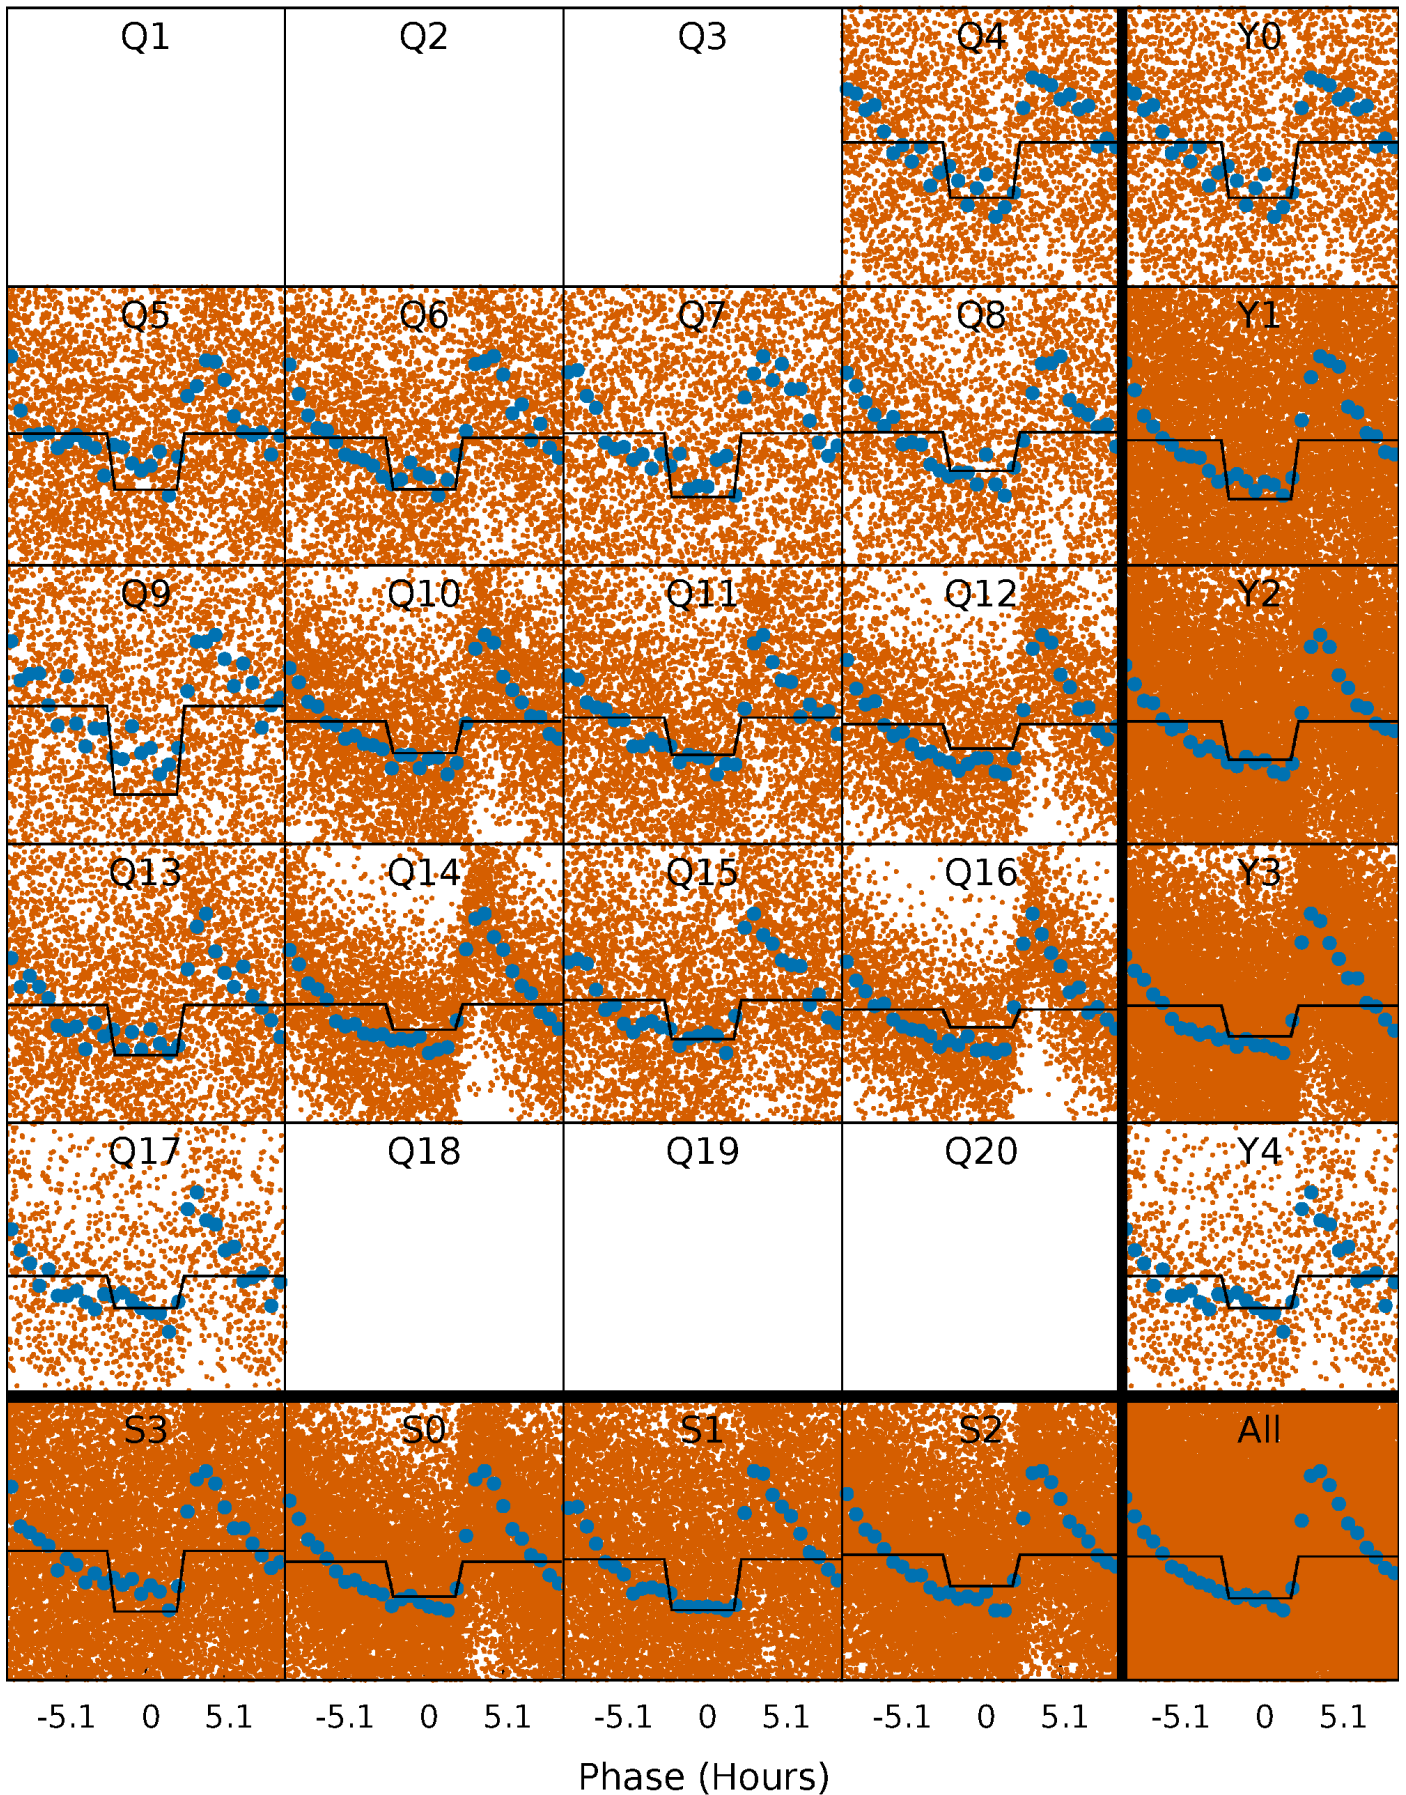 Q1 Q2 Q3 Q4 Y0
Q5 Q6 Q7 Q8 Y1
Q9 Q10 Q11 Q12 Y2
Q13 Q14 Q15 Q16 Y3
Q17 Q18 Q19 Q20 Y4
S3 S0 S1 S2 All
-5.1 0 5.1 -5.1 0 5.1 -5.1 0 5.1 -5.1 0 5.1 -5.1 0 5.1
Phase (Hours)